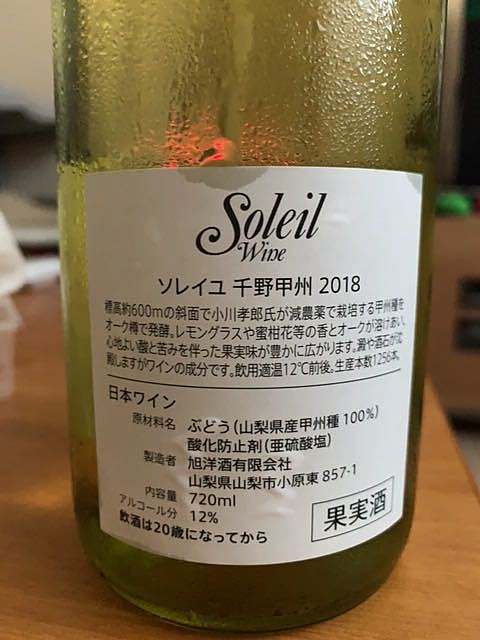 Soleil
Wine
ソレイユ 千野甲州 2018
標高約600mの斜面で小川孝郎氏が減農薬で栽培する甲州種を
オーク樽で発酵。レモングラスや蜜柑花等の香とオークが溶けあい、
心地よい酸と苦みを伴った果実味が豊かに広がります。澱や酒石が沈
殿しますがワインの成分です。飲用適温12℃前後。生産本数1256本。
日本ワイン
原材料名 ぶどう(山梨県産甲州種100%)
酸化防止剤(亜硫酸塩)
製造者 旭洋酒有限会社
山梨県山梨市小原東857-1
内容量 720ml
アルコール分 12%
飲酒は20歳になってから
果実酒